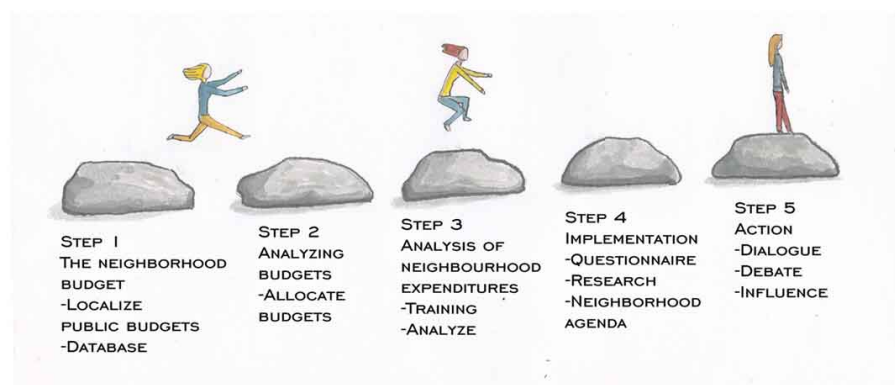 STEP 1
THE NEIGHBORHOOD
BUDGET
-LOCALIZE
PUBLIC BUDGETS
-DATABASE
STEP 2
ANALYZING
BUDGETS
-ALLOCATE
BUDGETS
STEP 3
ANALYSIS OF
NEIGHBOURHOOD
EXPENDITURES
-TRAINING
-ANALYZE
STEP 4
IMPLEMENTATION
-QUESTIONNAIRE
-RESEARCH
-NEIGHBORHOOD
AGENDA
STEP 5
ACTION
-DIALOGUE
-DEBATE
-INFLUENCE